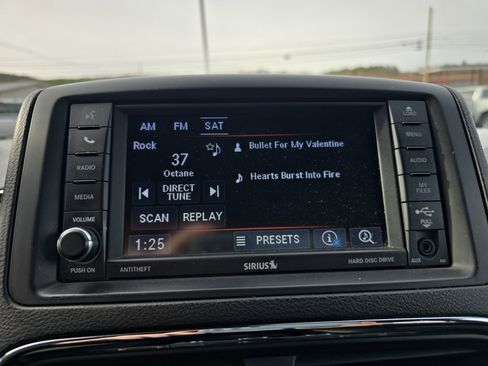 AM FM SAT
Rock
37
Octane
Bullet For My Valentine
Hearts Burst Into Fire
DIRECT
TUNE
SCAN REPLAY
1:25 PRESETS
RADIO
MEDIA
VOLUME
PUSH ON
ANTITHEFT
SIRIUS
HARD DISC DRIVE
LOAD
MENU
AUDIO
MY
FILES
PULL
AUX